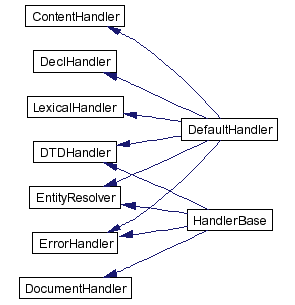 ContentHandler
DeclHandler
LexicalHandler
DefaultHandler
DTDHandler
EntityResolver
HandlerBase
ErrorHandler
DocumentHandler